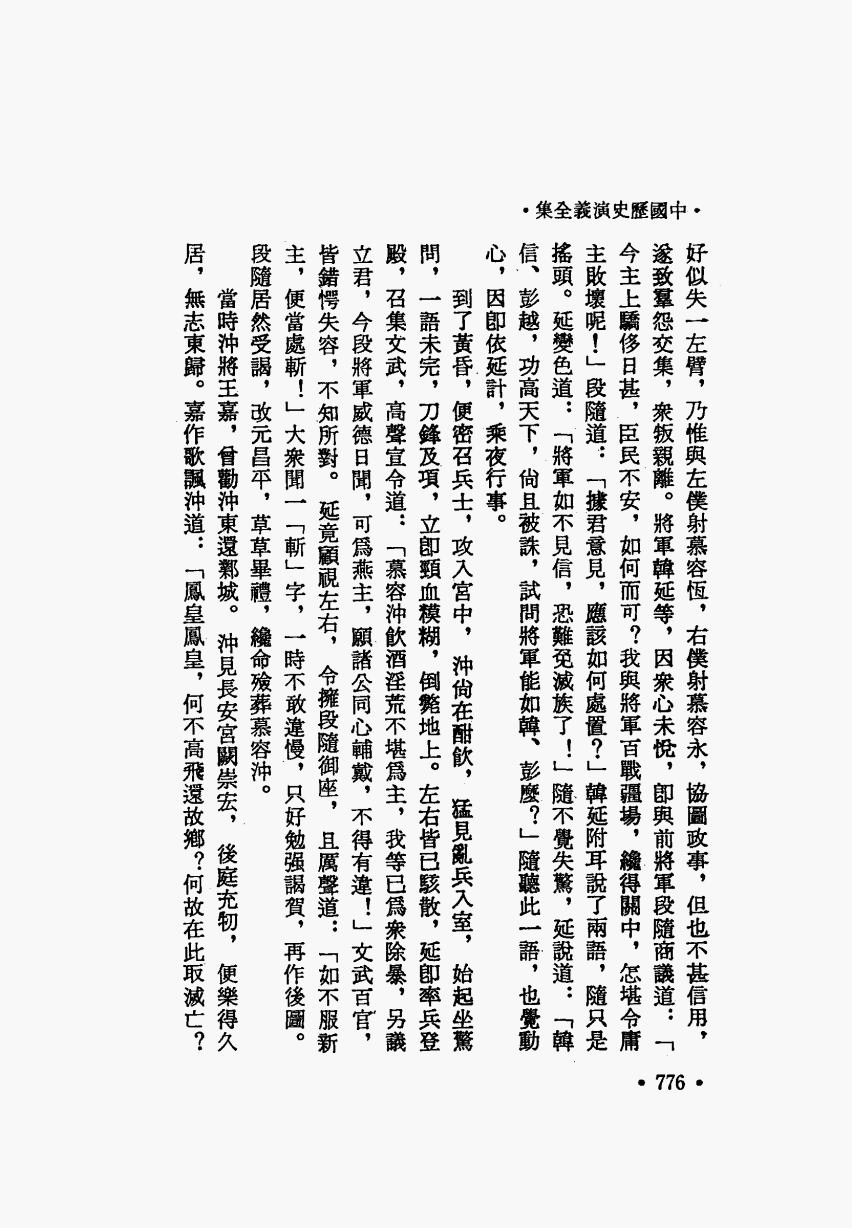 •中國歷史演義全集•
好似失一左臂，乃惟與左僕射慕容恆，右僕射慕容永，協圖政事，但也不甚信用，
遂致羣怨交集，衆叛親離。將軍韓延等，因衆心未悅，卽與前將軍段隨商議道：「
今主上驕侈日甚，臣民不安，如何而可？我與將軍百戰疆場，纔得關中，怎堪令庸
主敗壞呢！」段隨道：「據君意見，應該如何處置？」韓延附耳說了兩語，隨只是
搖頭。延變色道：「將軍如不見信，恐難免滅族了！」隨不覺失驚，延說道：「韓
信、彭越，功高天下，尙且被誅，試問將軍能如韓、彭麼？」隨聽此一語，也覺動
心，因卽依延計，乘夜行事。
到了黃昏，便密召兵士，攻入宮中，沖尙在酣飲，猛見亂兵入室，始起坐驚
問，一語未完，刀鋒及項，立卽頸血模糊，倒斃地上。左右皆已駭散，延卽率兵登
殿，召集文武，高聲宣令道：「慕容沖飲酒淫荒不堪爲主，我等已爲衆除暴，另議
立君，今段將軍威德日聞，可爲燕主，願諸公同心輔戴，不得有違！」文武百官，
皆錯愕失容，不知所對。延竟顧視左右，令擁段隨御座，且厲聲道：「如不服新
主，便當處斬！」大衆聞一「斬」字，一時不敢違慢，只好勉强謁賀，再作後圖。
段隨居然受謁，改元昌平，草草畢禮，纔命殮葬慕容沖。
當時沖將王嘉，曾勸沖東還鄴城。沖見長安宮闕崇宏，後庭充牣，便樂得久
居，無志東歸。嘉作歌諷沖道：「鳳皇鳳皇，何不高飛還故鄕？何故在此取滅亡？
•776•